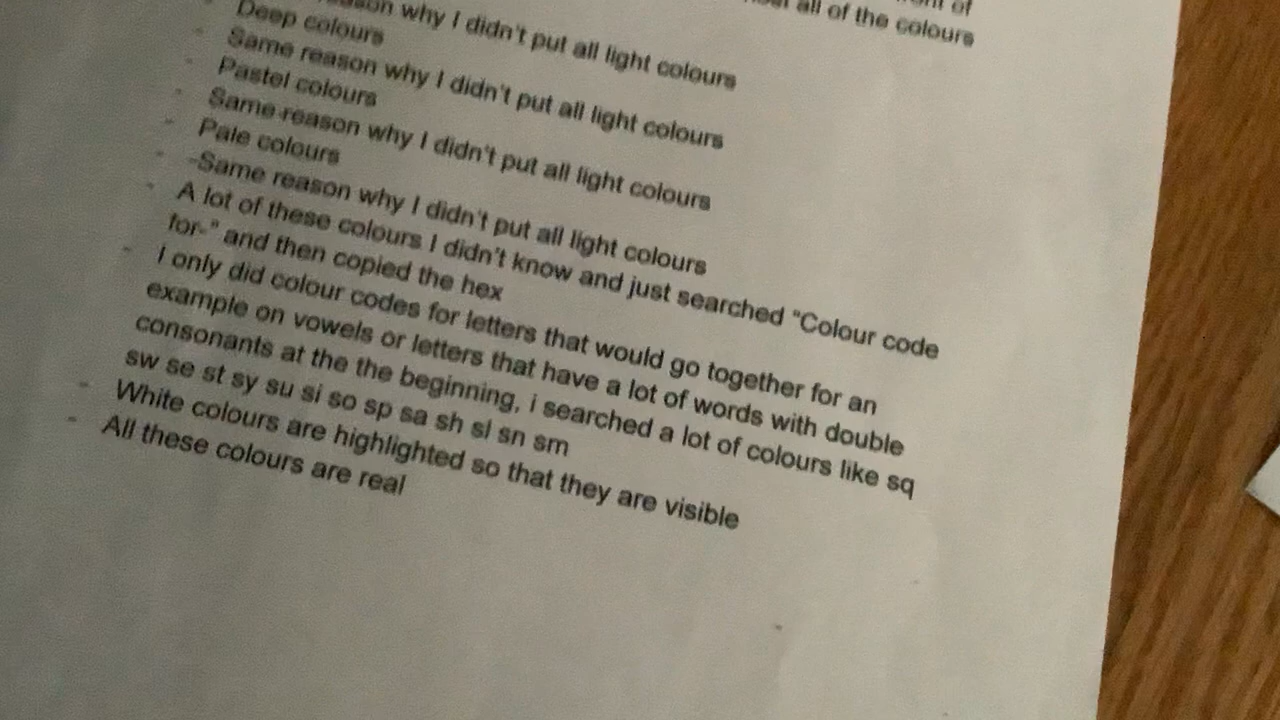 of
all of the colours
why I didn't put all light colours
- Deep colours
- Same reason why I didn't put all light colours
- Pastel colours
- Same reason why I didn't put all light colours
- Pale colours
- -Same reason why I didn't put all light colours
- A lot of these colours I didn't know and just searched "Colour code
for-" and then copied the hex
- I only did colour codes for letters that would go together for an
example on vowels or letters that have a lot of words with double
consonants at the the beginning, i searched a lot of colours like sq
sw se st sy su si so sp sa sh sl sn sm
- White colours are highlighted so that they are visible
- All these colours are real